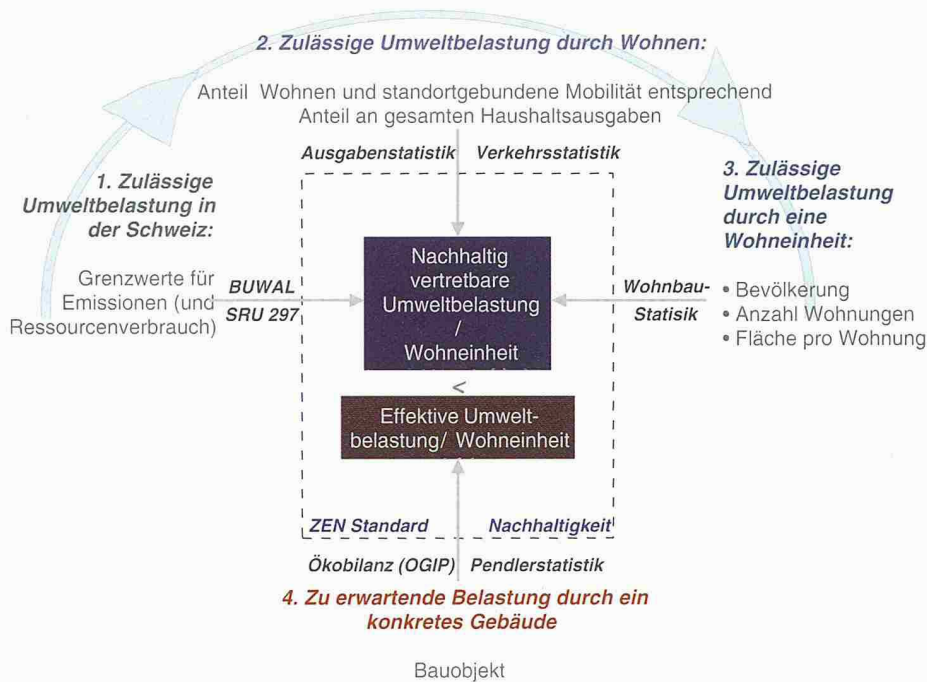 2. Zulässige Umweltbelastung durch Wohnen:
Anteil Wohnen und standortgebundene Mobilität entsprechend
Anteil an gesamten Haushaltsausgaben
Ausgabenstatistik Verkehrsstatistik
1. Zulässige
Umweltbelastung in
der Schweiz:
Grenzwerte für
Emissionen (und
Ressourcenverbrauch)
BUWAL
SRU 297
Nachhaltig
vertretbare
Umweltbelastung
/
Wohneinheit
<
Effektive Umwelt-
belastung/ Wohneinheit
3. Zulässige
Umweltbelastung
durch eine
Wohneinheit:
Wohnbau-
Statisik
• Bevölkerung
• Anzahl Wohnungen
• Fläche pro Wohnung
ZEN Standard Nachhaltigkeit
Ökobilanz (OGIP) Pendlerstatistik
4. Zu erwartende Belastung durch ein
konkretes Gebäude
Bauobjekt